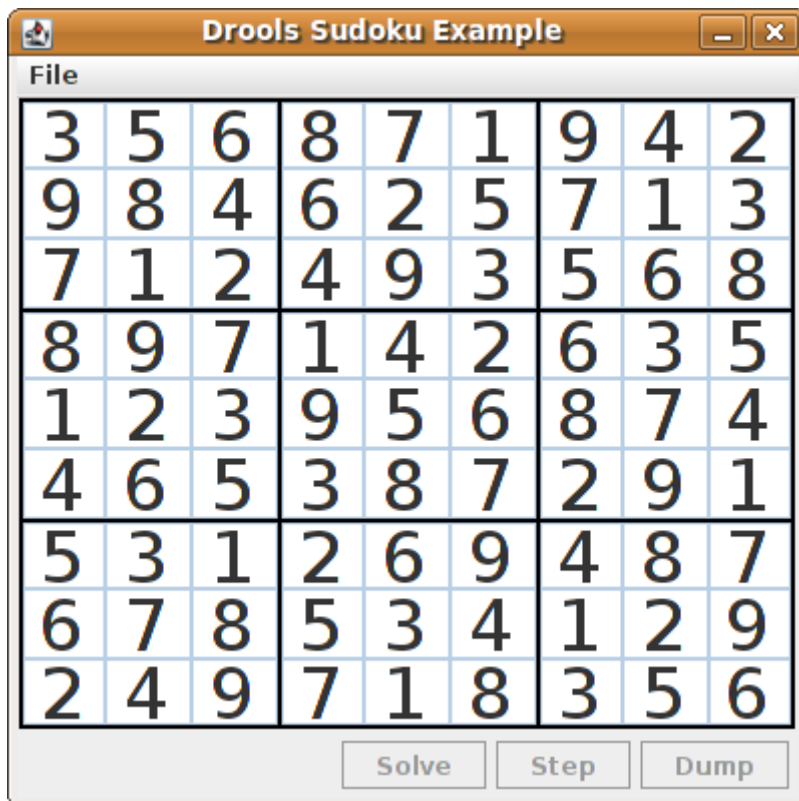 Drools Sudoku Example
File
3 5 6 8 7 1 9 4 2
9 8 4 6 2 5 7 1 3
7 1 2 4 9 3 5 6 8
8 9 7 1 4 2 6 3 5
1 2 3 9 5 6 8 7 4
4 6 5 3 8 7 2 9 1
5 3 1 2 6 9 4 8 7
6 7 8 5 3 4 1 2 9
2 4 9 7 1 8 3 5 6
Solve Step Dump